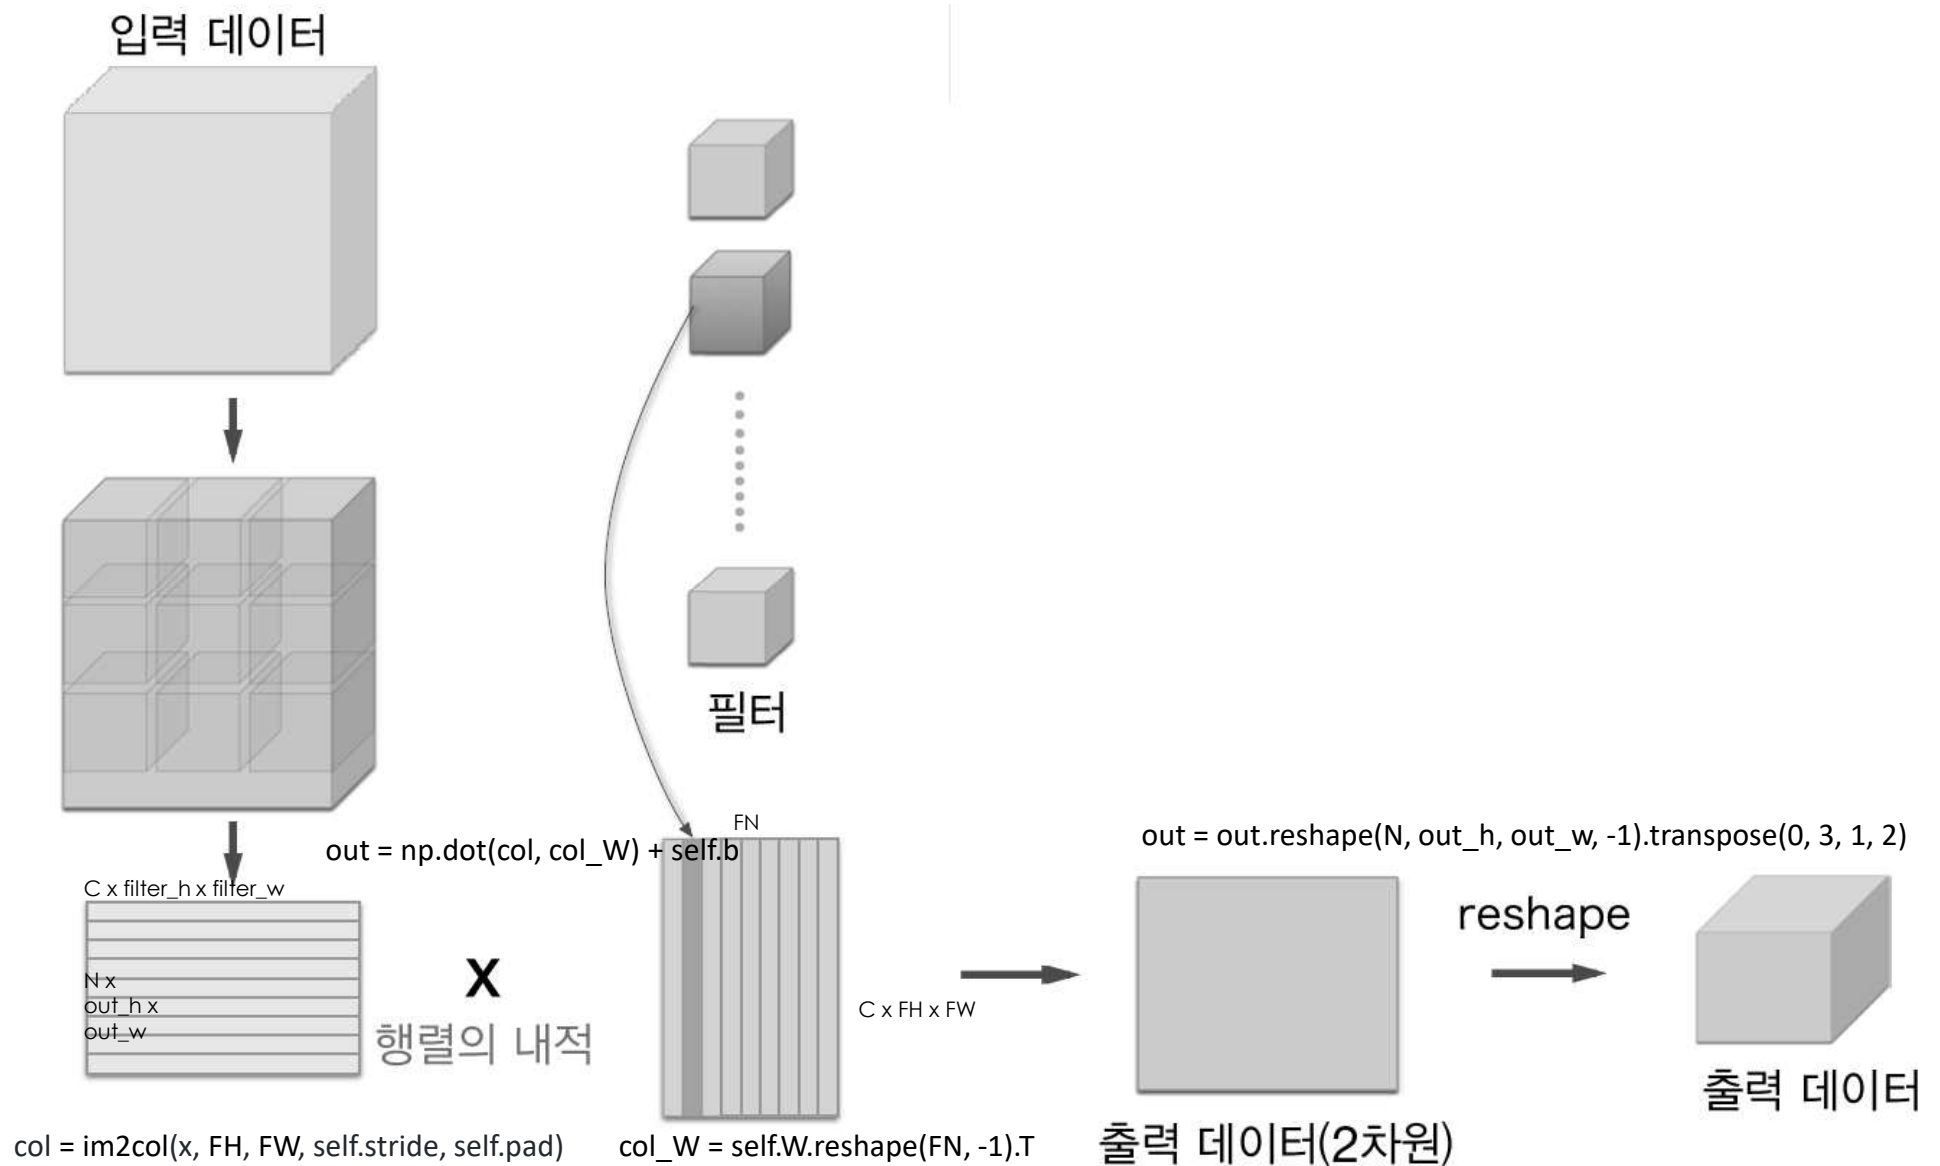 입력 데이터
필터
FN
out = np.dot(col, col_W) + self.b
out = out.reshape(N, out_h, out_w, -1).transpose(0, 3, 1, 2)
C x filter_h x filter_w
reshape
N x
out_h x
out_w
X
행렬의 내적
C x FH x FW
출력 데이터
col = im2col(x, FH, FW, self.stride, self.pad)
col_W = self.W.reshape(FN, -1).T
출력 데이터(2차원)